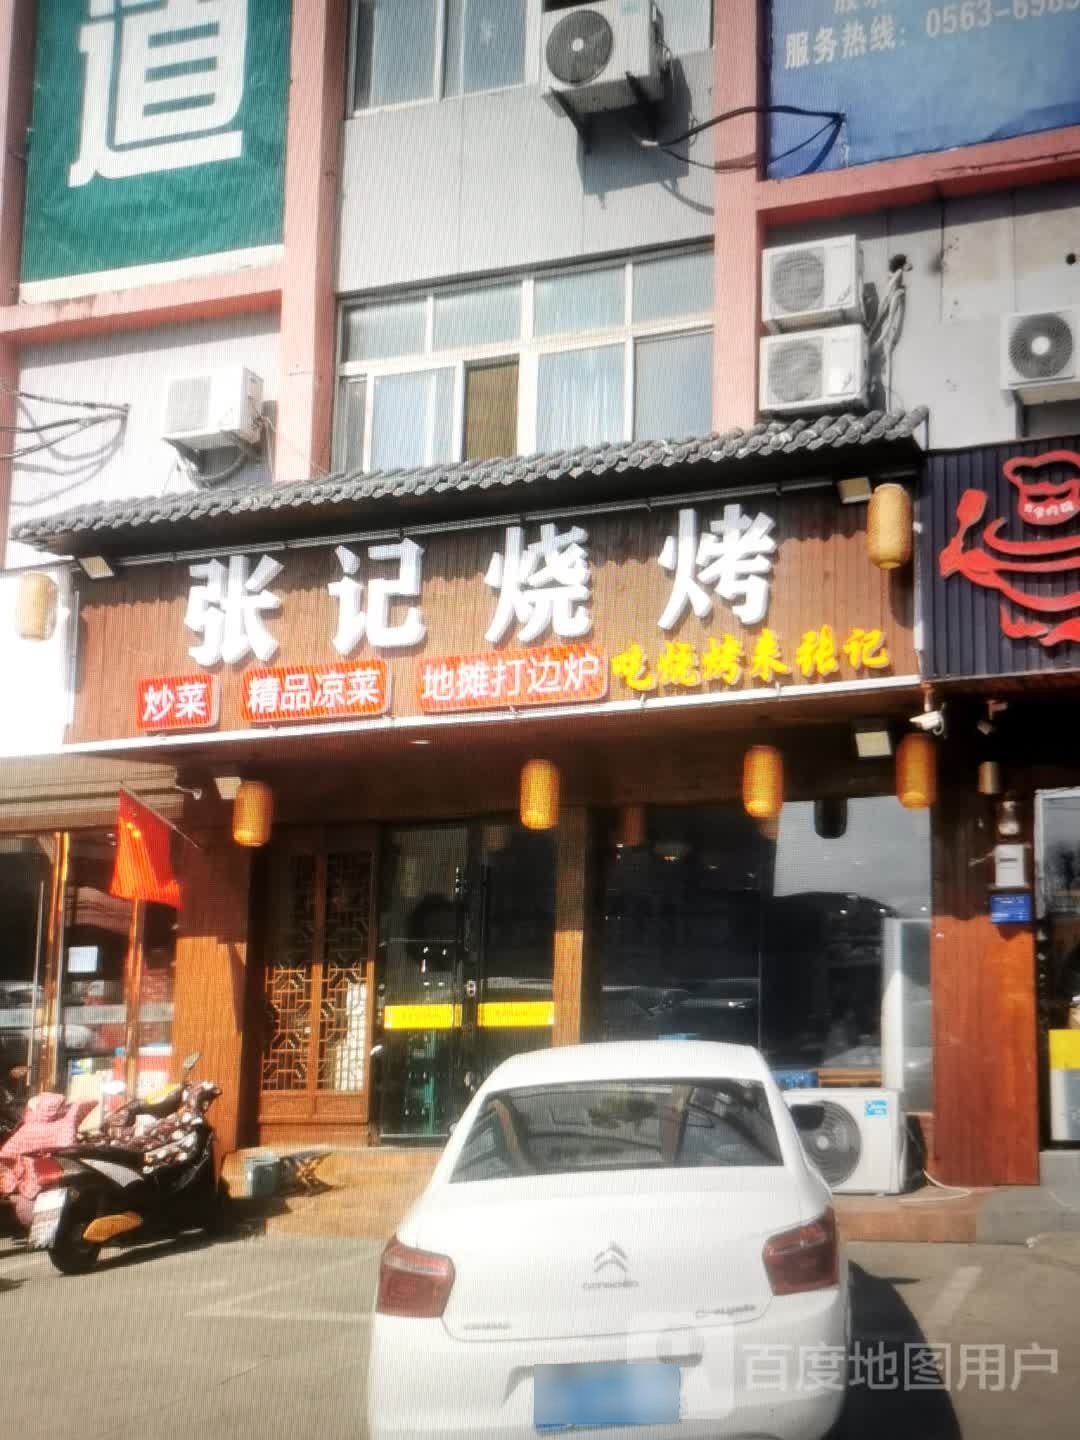 道
服务热线：0563-69
张记烧烤
炒菜 精品凉菜 地摊打边炉 吃烧烤来张记
CITROËN
百度地图用户